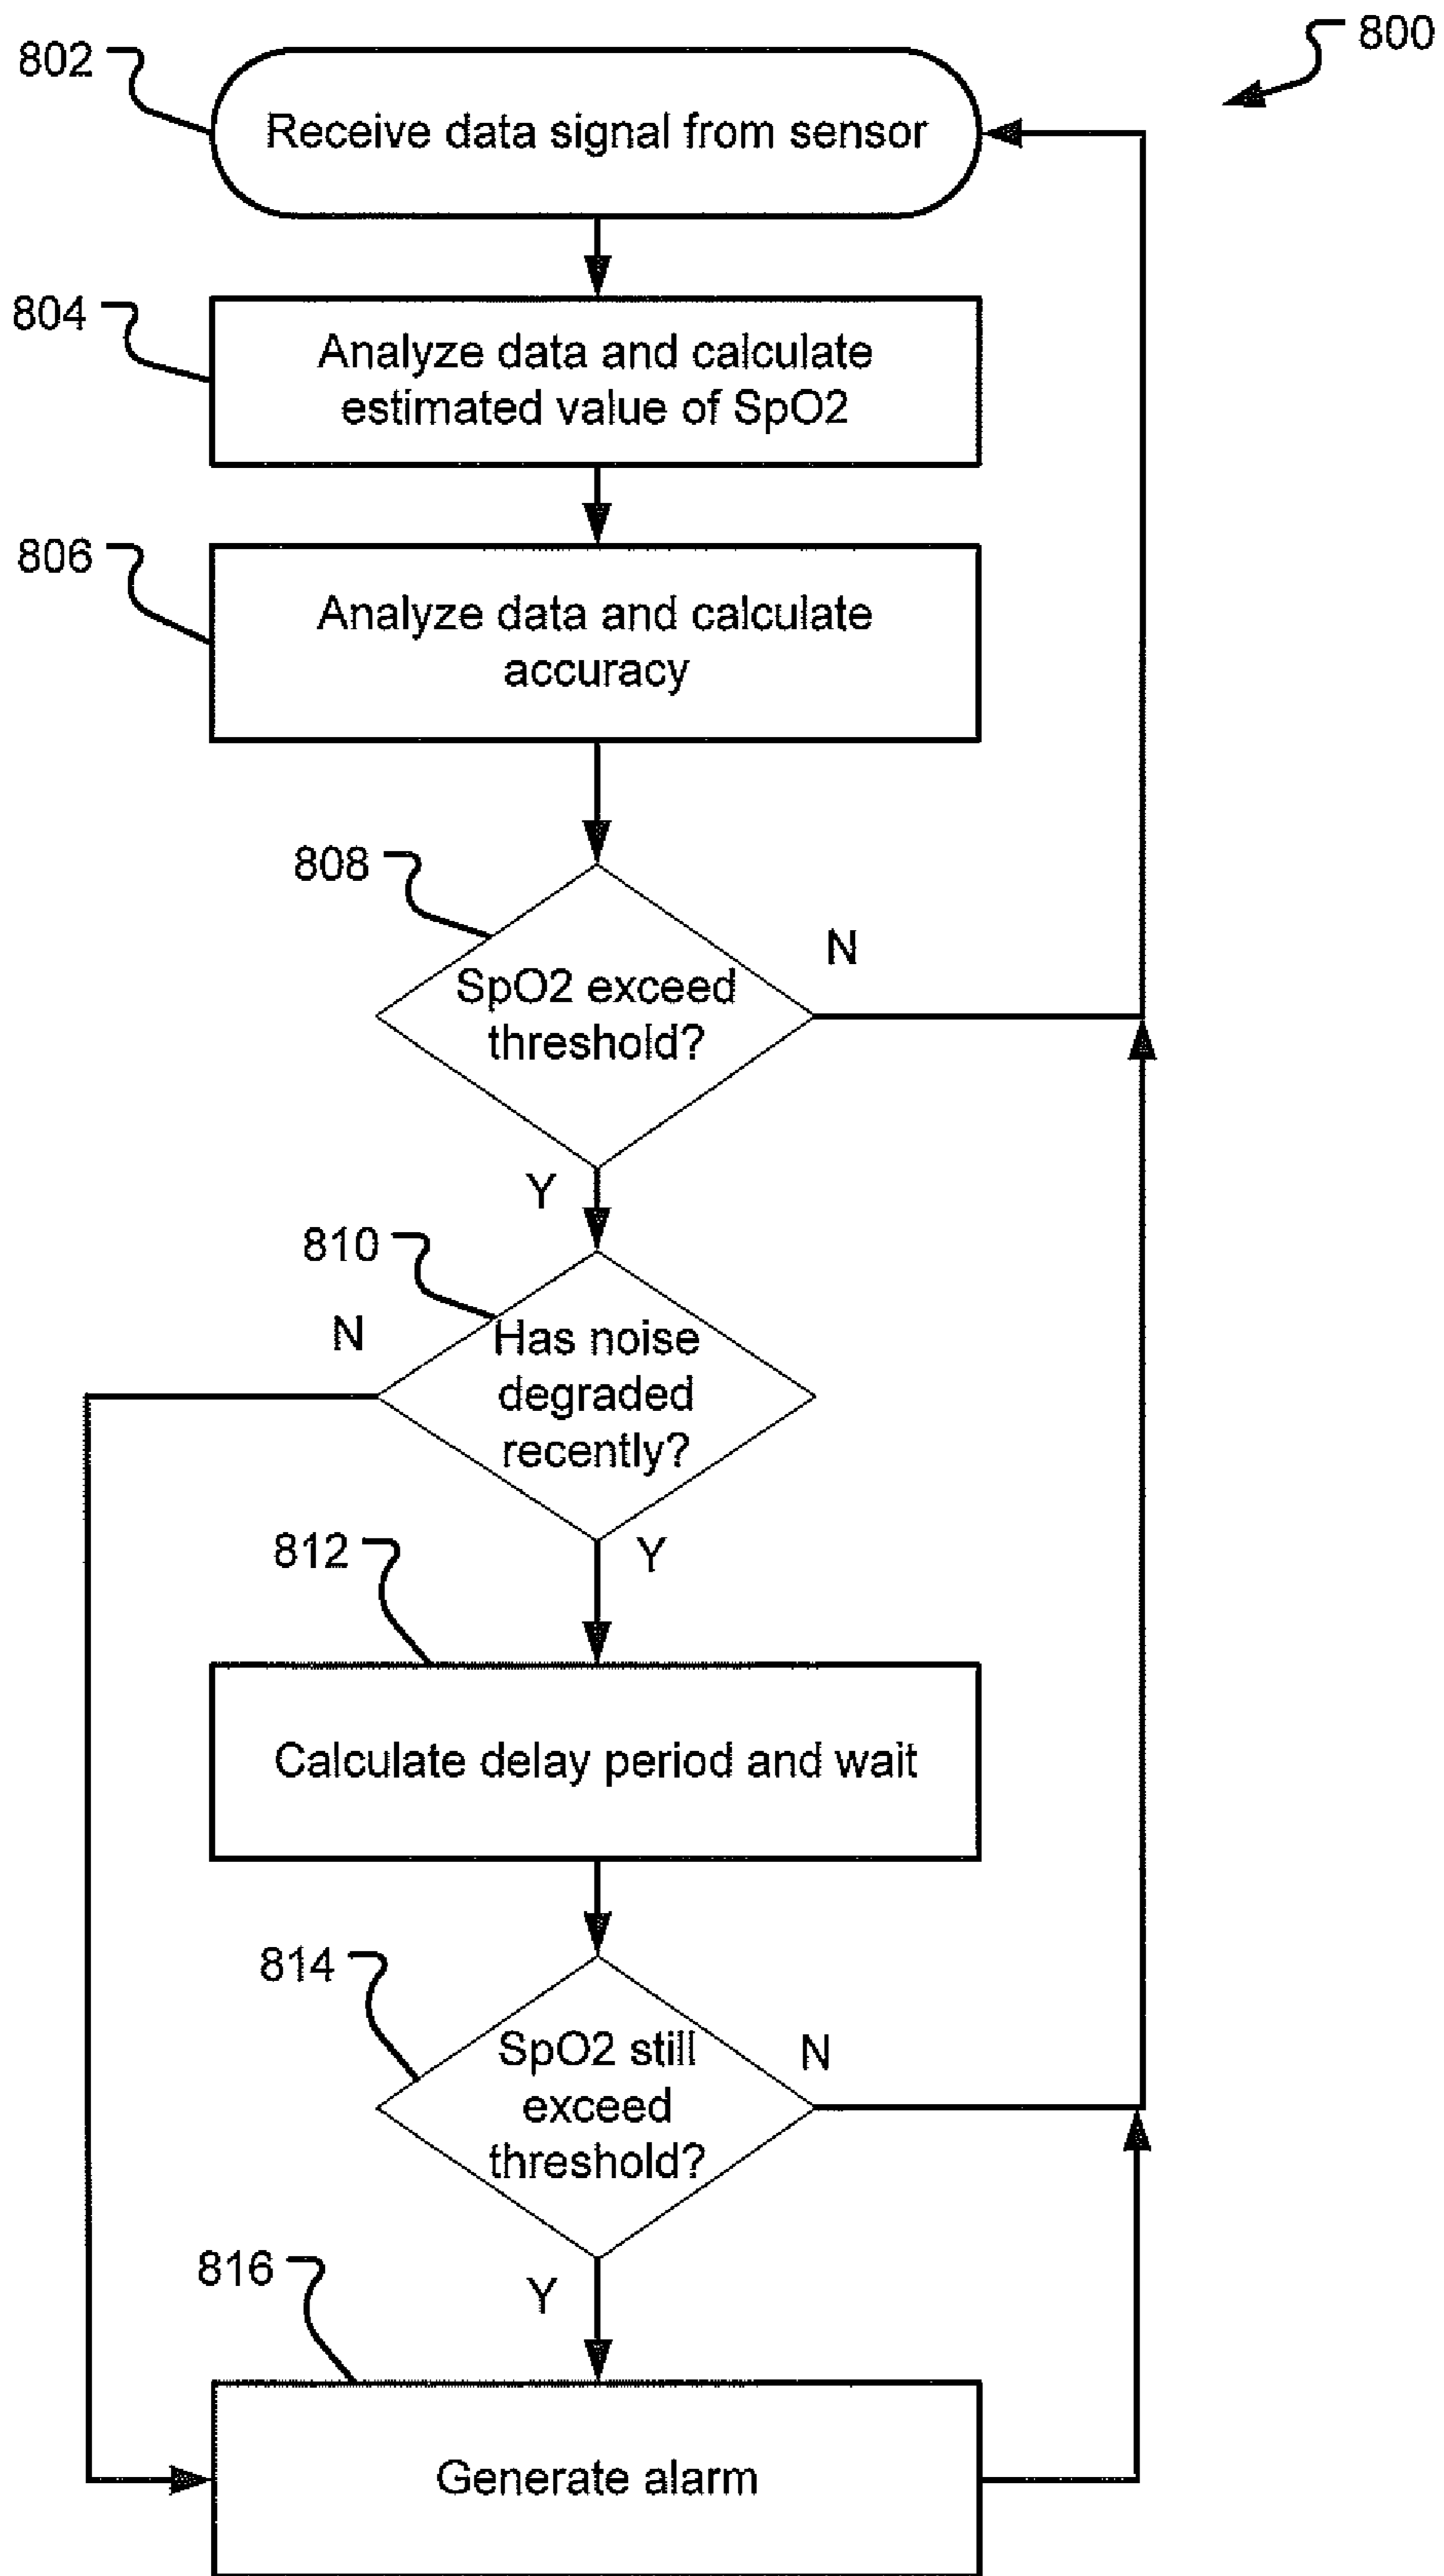 800
802
Receive data signal from sensor
804
Analyze data and calculate
estimated value of SpO2
806
Analyze data and calculate
accuracy
808
N
SpO2 exceed
threshold?
Y
810
N
Has noise
degraded
recently?
Y
812
Calculate delay period and wait
814
N
SpO2 still
exceed
threshold?
Y
816
Generate alarm